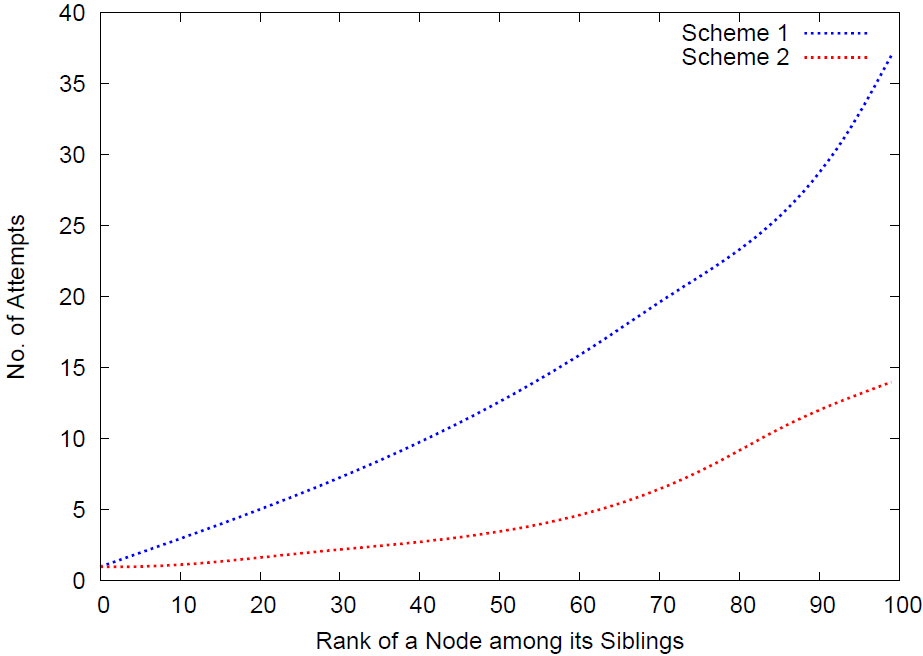 40
35
30
25
20
15
10
5
0
No. of Attempts
Scheme 1
Scheme 2
0 10 20 30 40 50 60 70 80 90 100
Rank of a Node among its Siblings